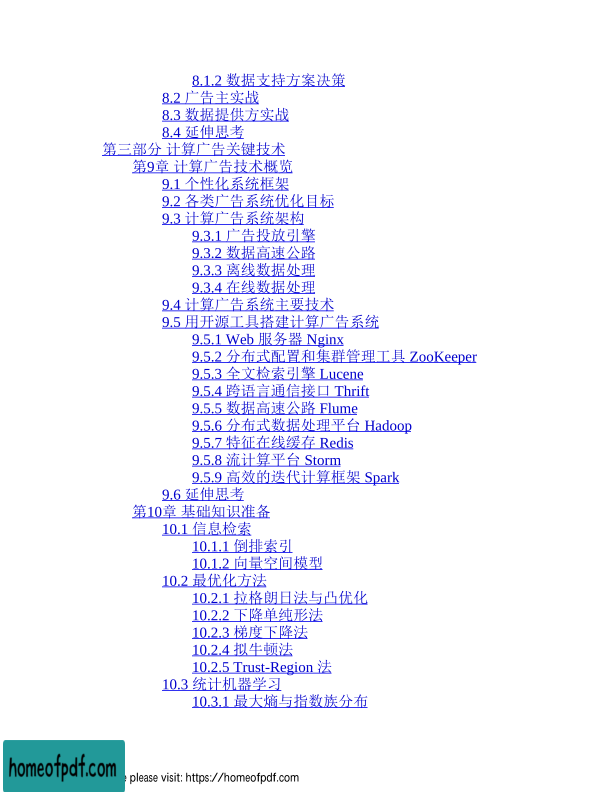 8.1.2 数据支持方案决策
8.2 广告主实战
8.3 数据提供方实战
8.4 延伸思考
第三部分 计算广告关键技术
第9章 计算广告技术概览
9.1 个性化系统框架
9.2 各类广告系统优化目标
9.3 计算广告系统架构
9.3.1 广告投放引擎
9.3.2 数据高速公路
9.3.3 离线数据处理
9.3.4 在线数据处理
9.4 计算广告系统主要技术
9.5 用开源工具搭建计算广告系统
9.5.1 Web 服务器 Nginx
9.5.2 分布式配置和集群管理工具 ZooKeeper
9.5.3 全文检索引擎 Lucene
9.5.4 跨语言通信接口 Thrift
9.5.5 数据高速公路 Flume
9.5.6 分布式数据处理平台 Hadoop
9.5.7 特征在线缓存 Redis
9.5.8 流计算平台 Storm
9.5.9 高效的迭代计算框架 Spark
9.6 延伸思考
第10章 基础知识准备
10.1 信息检索
10.1.1 倒排索引
10.1.2 向量空间模型
10.2 最优化方法
10.2.1 拉格朗日法与凸优化
10.2.2 下降单纯形法
10.2.3 梯度下降法
10.2.4 拟牛顿法
10.2.5 Trust-Region 法
10.3 统计机器学习
10.3.1 最大熵与指数族分布
homeofpdf.com
please visit: https://homeofpdf.com